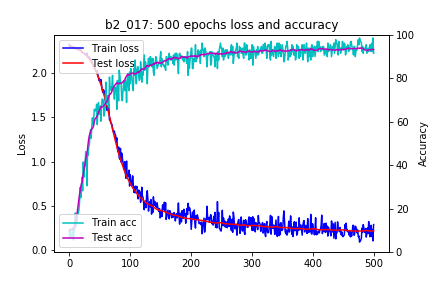 b2_017: 500 epochs loss and accuracy
Train loss
Test loss
Train acc
Test acc
Loss
2.0
1.5
1.0
0.5
0.0
Accuracy
100
80
60
40
20
0
0
100
200
300
400
500